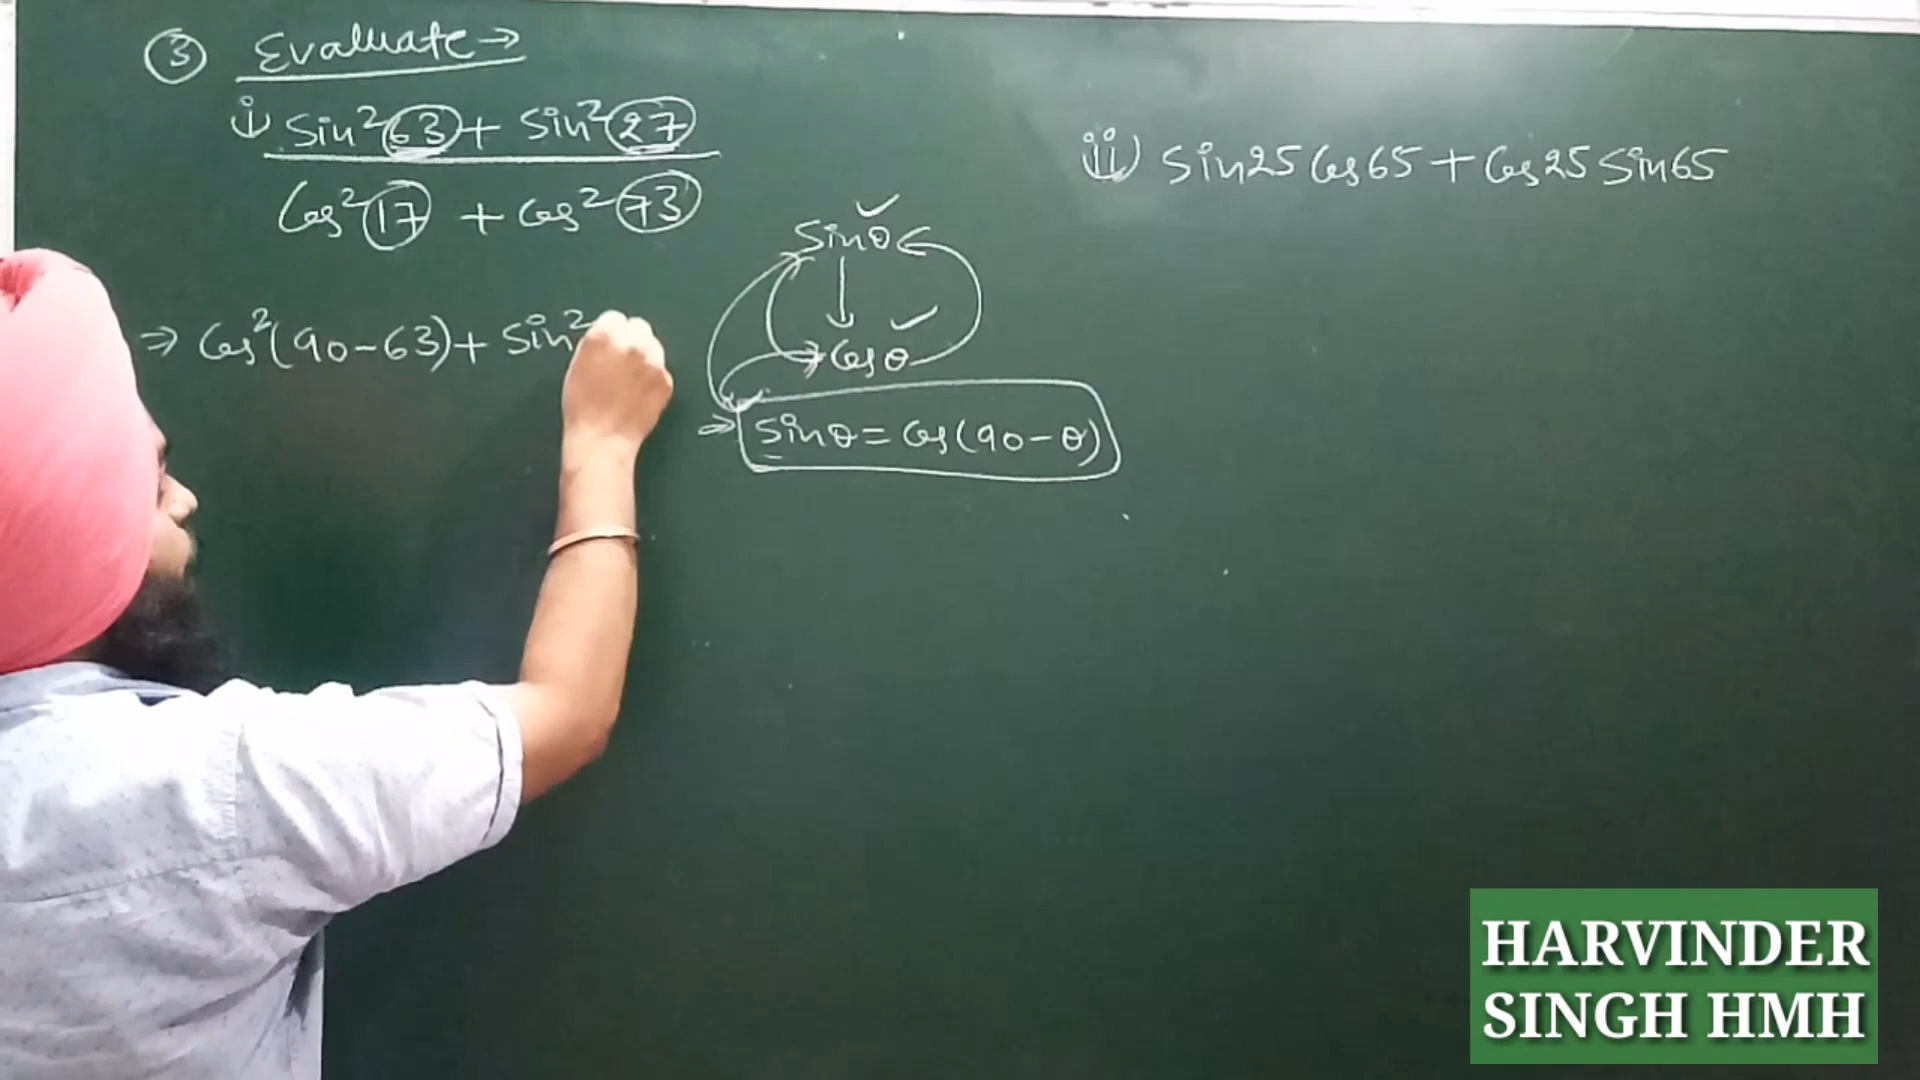 ③ Evaluate →
i) Sin²63 + Sin²27
Cos²17 + Cos²73
ii) Sin25 Cos65 + Cos25 Sin65
Sinθ
Cosθ
⇒ Cos²(90-63) + Sin²
⇒ Sinθ = Cos(90-θ)
HARVINDER
SINGH HMH